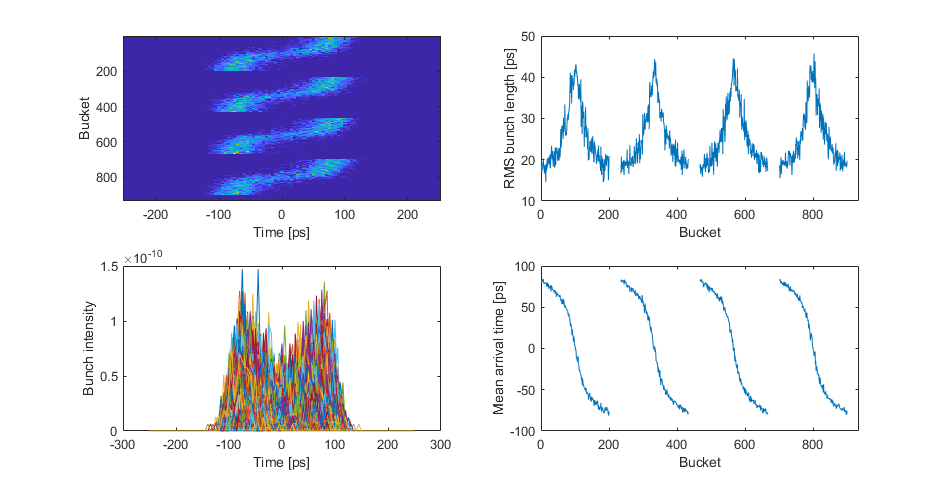 200
400
600
800
Bucket
-200 -100 0 100 200
Time [ps]
50
40
30
20
10
RMS bunch length [ps]
0 200 400 600 800
Bucket
×10^-10
1.5
1
0.5
0
Bunch intensity
-300 -200 -100 0 100 200 300
Time [ps]
100
50
0
-50
-100
Mean arrival time [ps]
0 200 400 600 800
Bucket